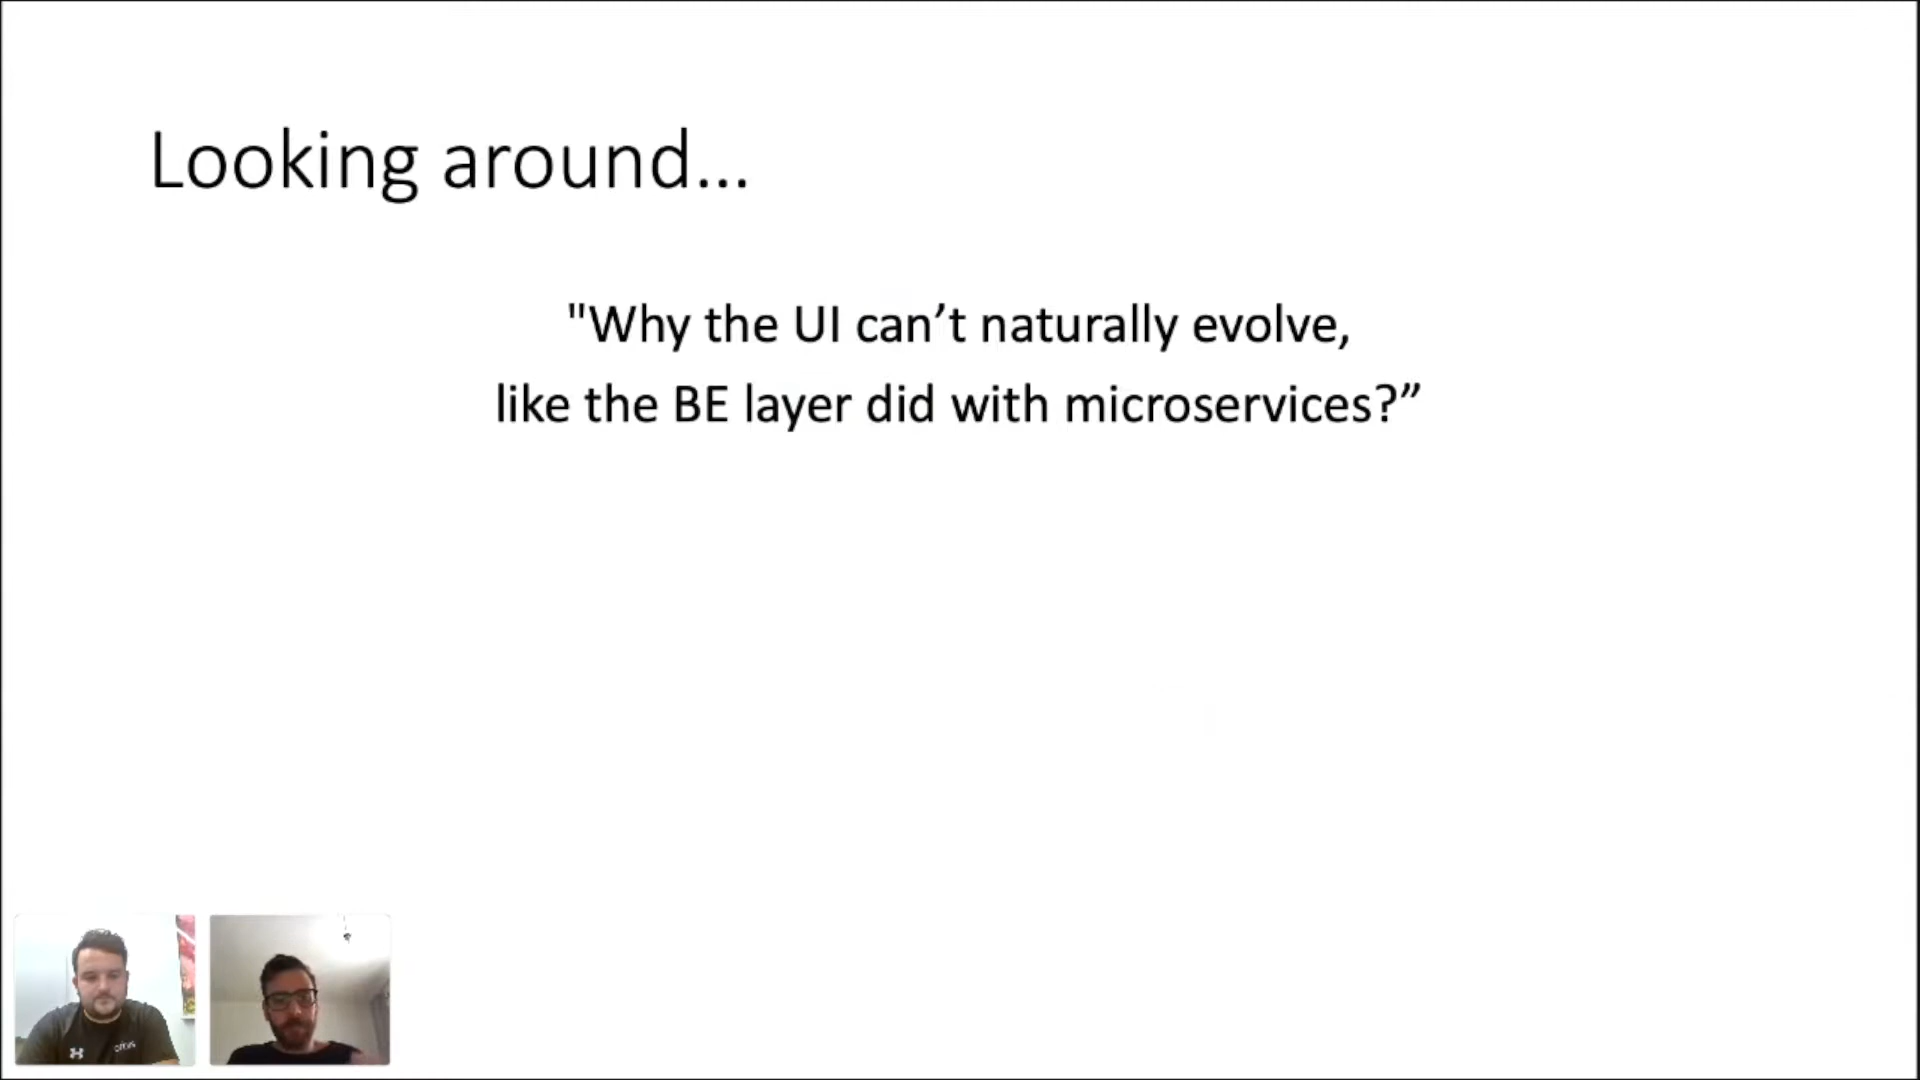 Looking around...
"Why the UI can’t naturally evolve,
like the BE layer did with microservices?”